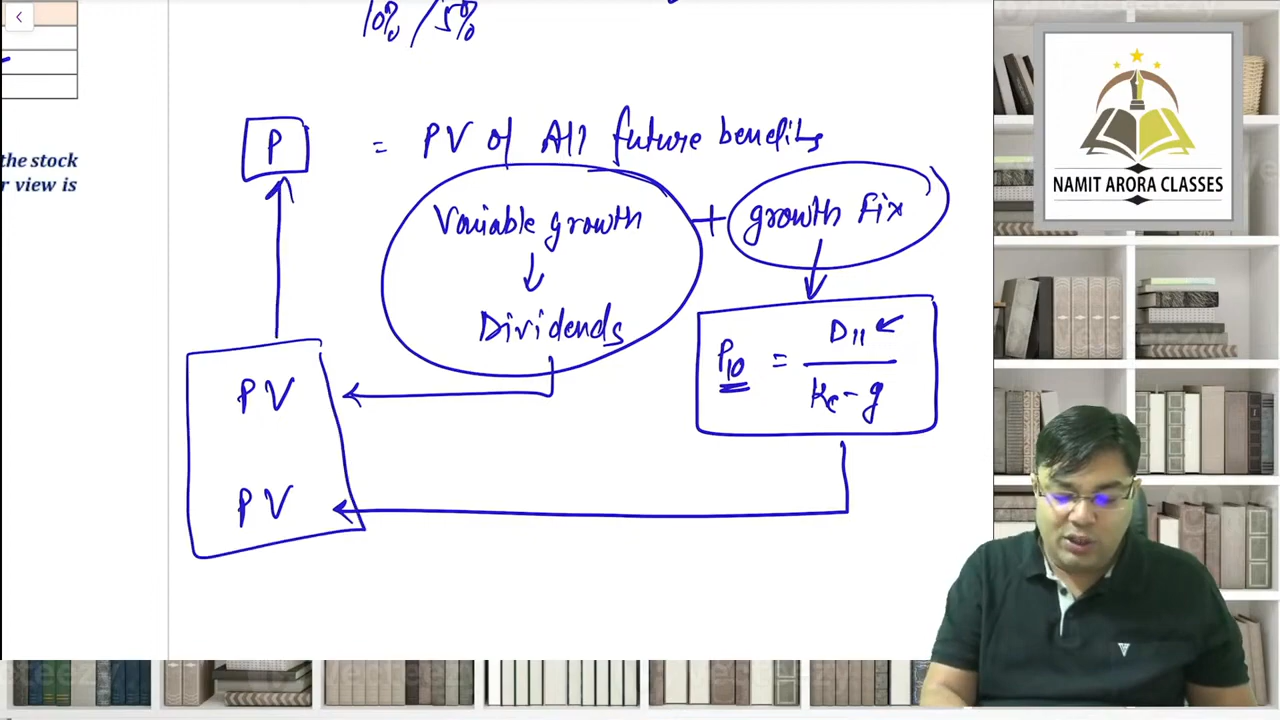 10% / 5%
the stock
r view is
P = PV of All future benefits
Variable growth + growth Fix
↓
Dividends
P10 = D11 / Ke - g
PV
PV
NAMIT ARORA CLASSES